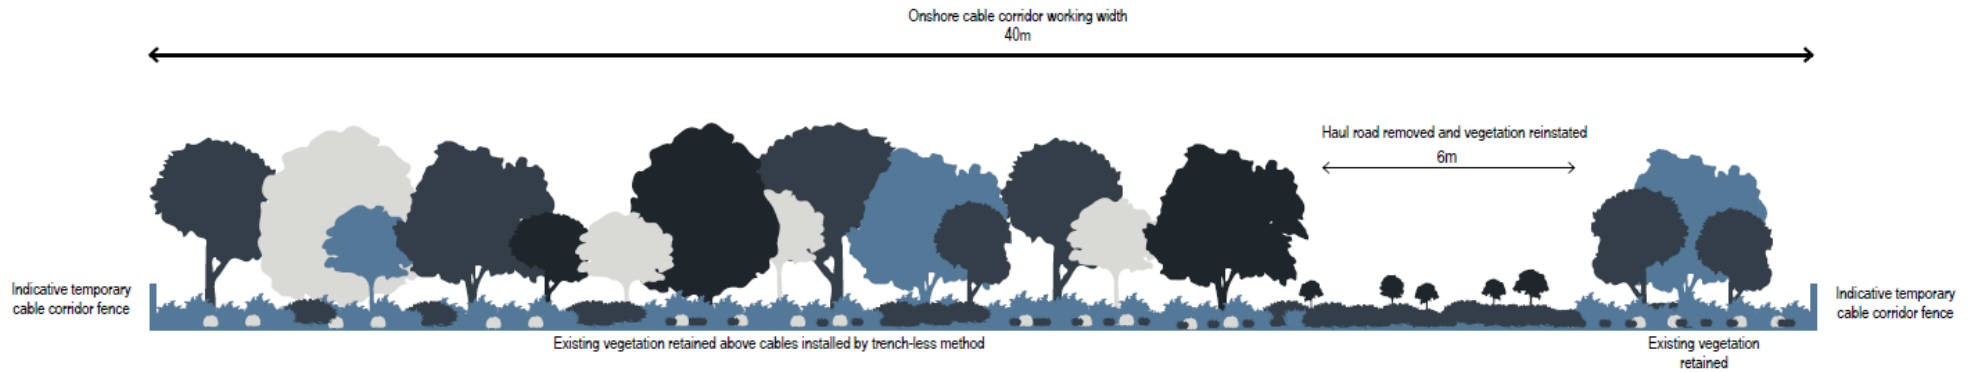 Onshore cable corridor working width
40m
Haul road removed and vegetation reinstated
6m
Indicative temporary
cable corridor fence
Indicative temporary
cable corridor fence
Existing vegetation retained above cables installed by trench-less method
Existing vegetation
retained